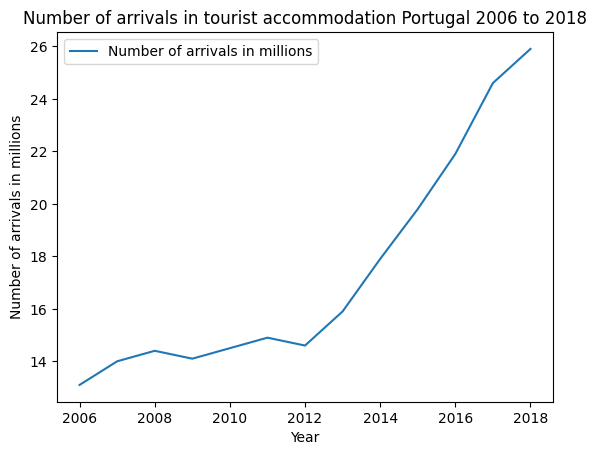 Number of arrivals in tourist accommodation Portugal 2006 to 2018
Number of arrivals in millions
Number of arrivals in millions
26
24
22
20
18
16
14
2006 2008 2010 2012 2014 2016 2018
Year